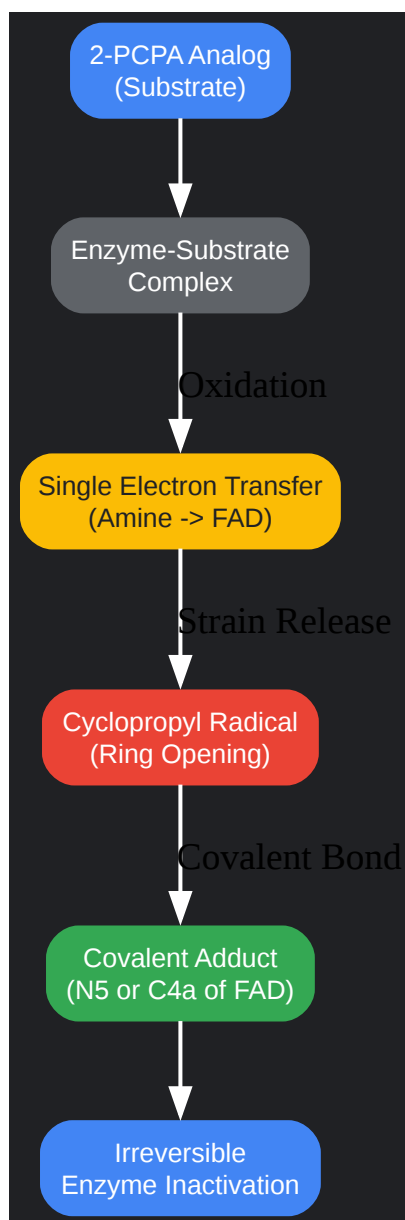 2-PCPA Analog
(Substrate)
Enzyme-Substrate
Complex
Oxidation
Single Electron Transfer
(Amine -> FAD)
Strain Release
Cyclopropyl Radical
(Ring Opening)
Covalent Bond
Covalent Adduct
(N5 or C4a of FAD)
Irreversible
Enzyme Inactivation